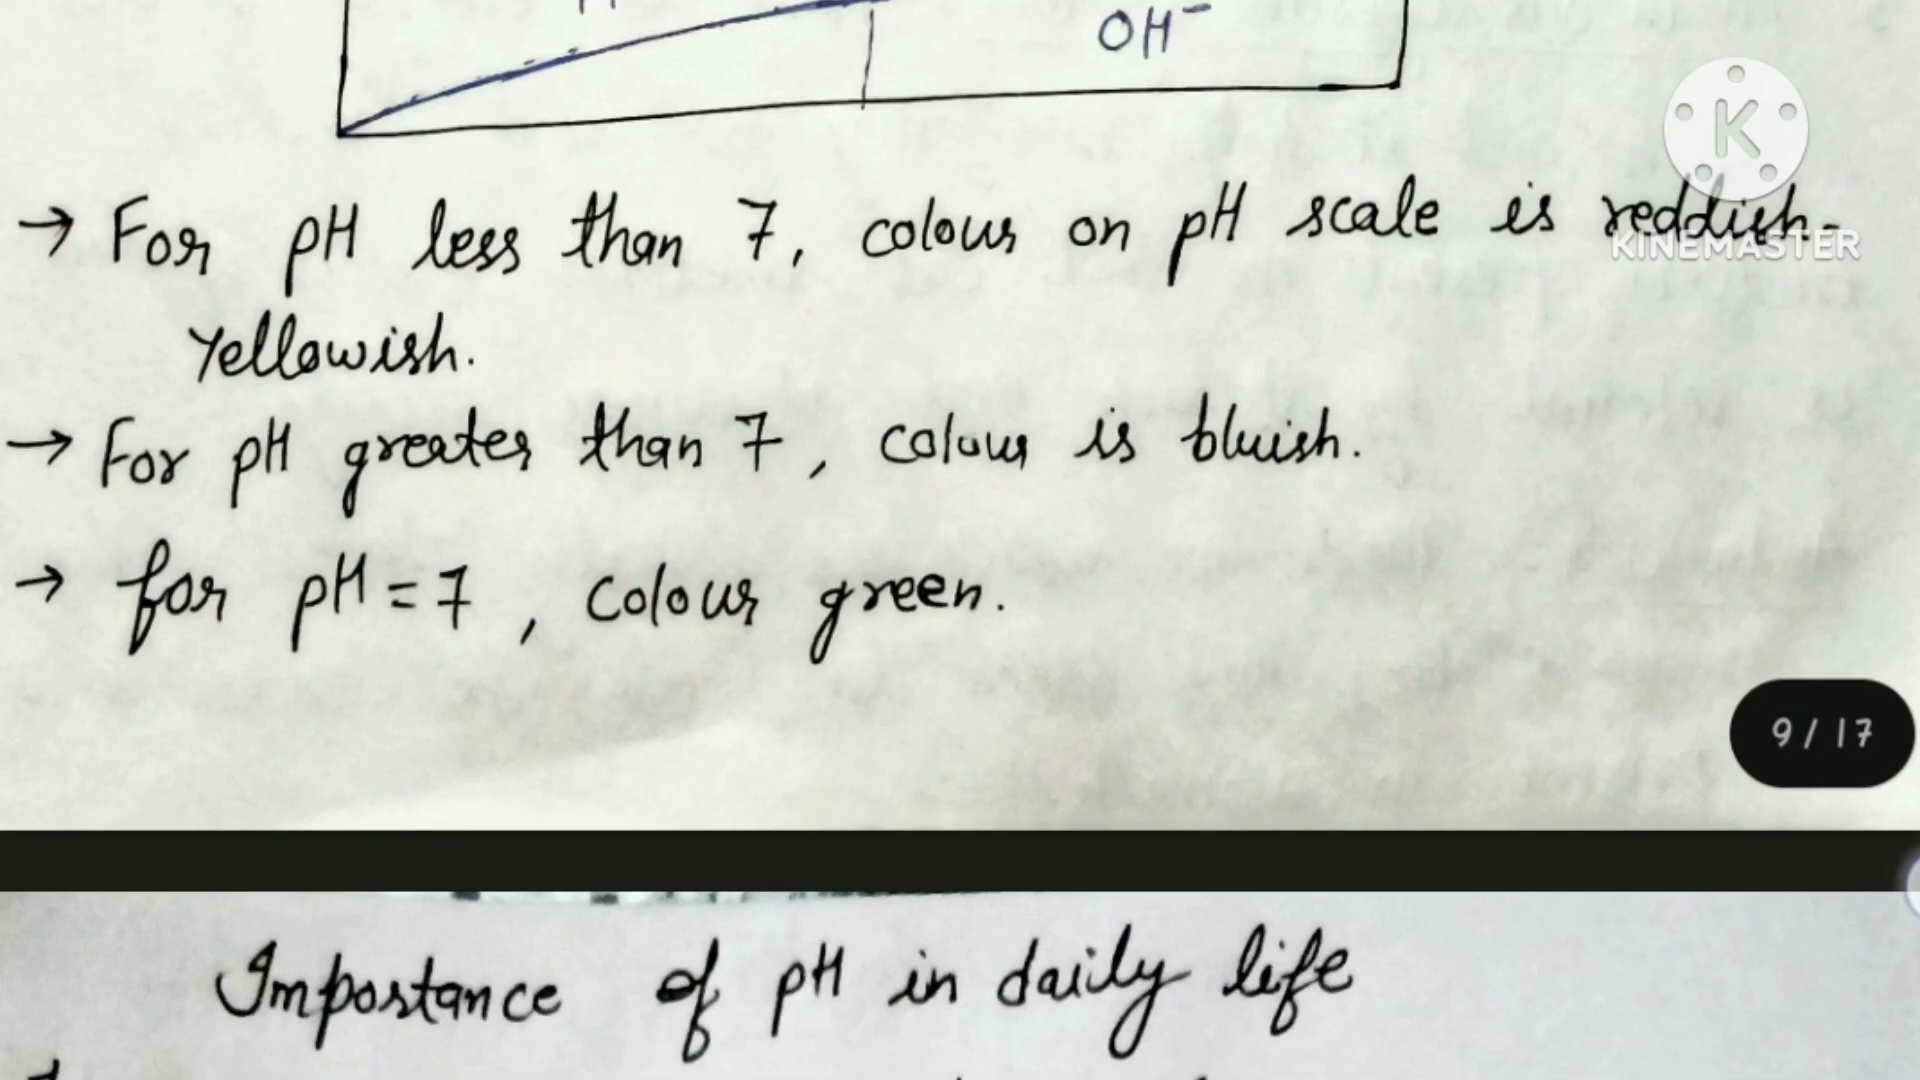 OH⁻
K
→ For pH less than 7, colour on pH scale is reddish-
KINEMASTER
Yellowish.
→ For pH greater than 7, colour is bluish.
→ for pH = 7, colour green.
9 / 17
Importance of pH in daily life